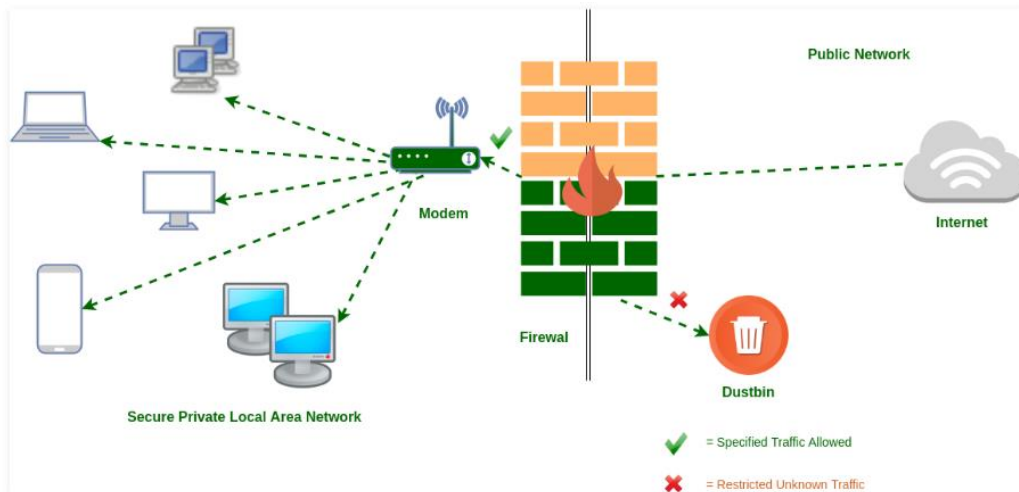 Public Network
Modem
Internet
Firewal
Dustbin
Secure Private Local Area Network
= Specified Traffic Allowed
= Restricted Unknown Traffic